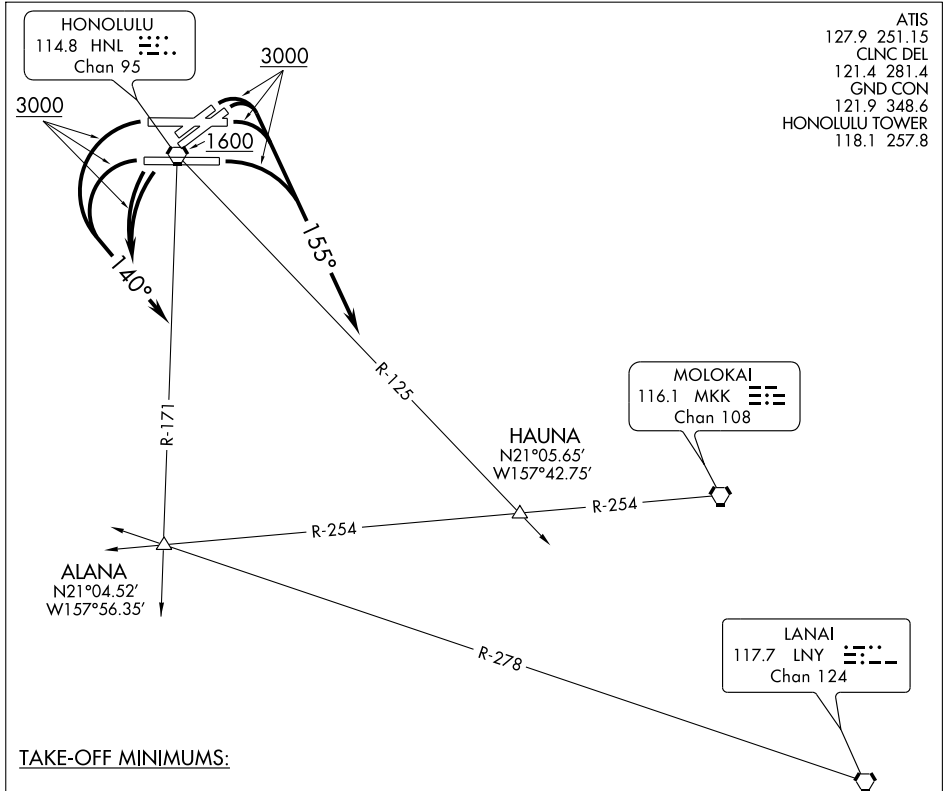 HONOLULU
114.8 HNL
Chan 95
3000
3000
1600
ATIS
127.9 251.15
CLNC DEL
121.4 281.4
GND CON
121.9 348.6
HONOLULU TOWER
118.1 257.8
155°
140°
R-171
R-125
MOLOKAI
116.1 MKK
Chan 108
HAUNA
N21°05.65'
W157°42.75'
R-254
R-254
ALANA
N21°04.52'
W157°56.35'
R-278
LANAI
117.7 LNY
Chan 124
TAKE-OFF MINIMUMS: